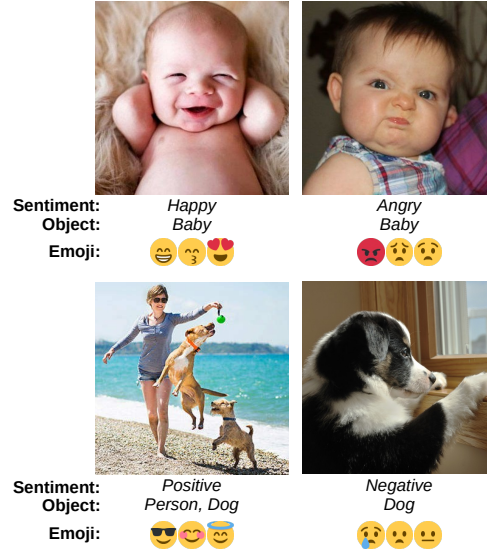 Sentiment: Happy Angry
Object: Baby Baby
Emoji:
Sentiment: Positive Negative
Object: Person, Dog Dog
Emoji: